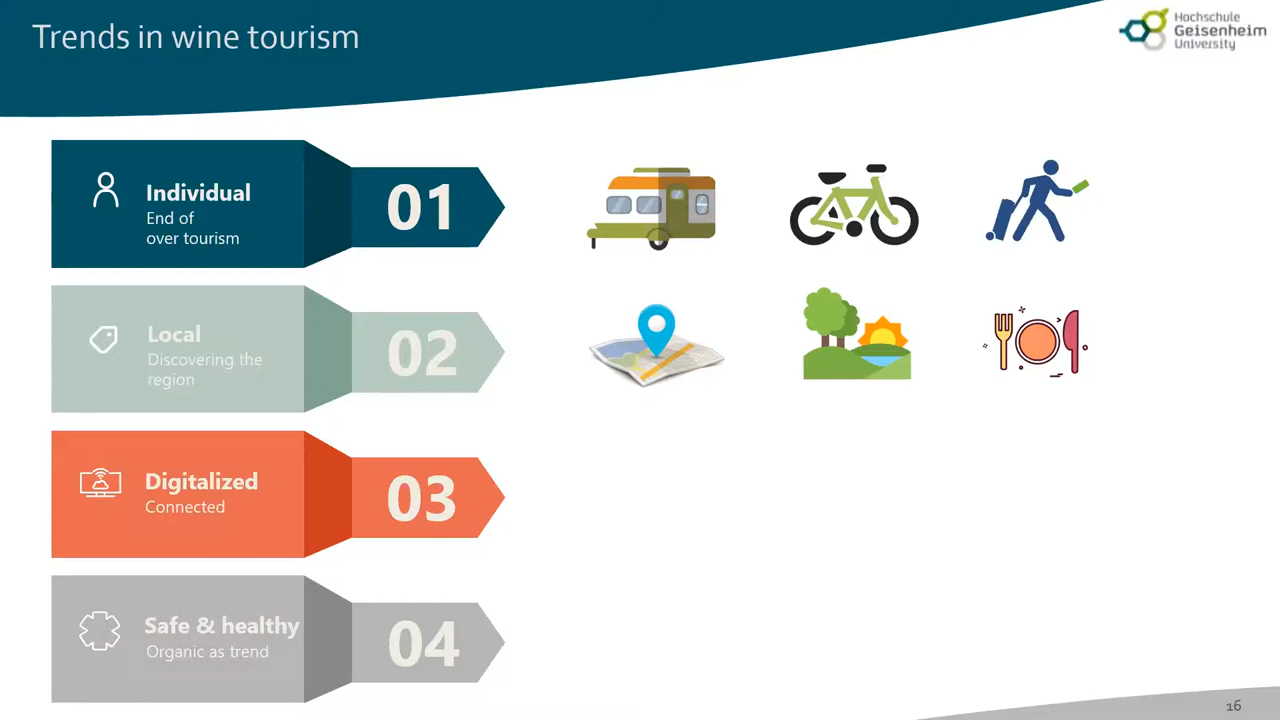 Trends in wine tourism
Hochschule
Geisenheim
University
Individual
End of
over tourism
01
Local
Discovering the
region
02
Digitalized
Connected
03
Safe & healthy
Organic as trend
04
16